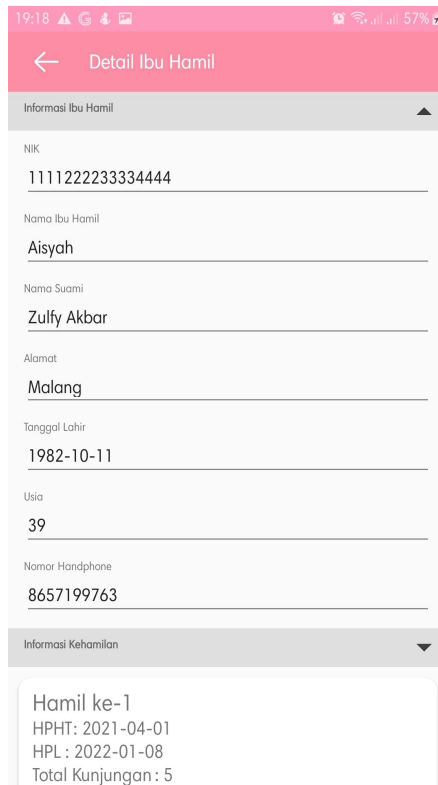 19:18 G 57%
Detail Ibu Hamil
Informasi Ibu Hamil
NIK
1111222233334444
Nama Ibu Hamil
Aisyah
Nama Suami
Zulfy Akbar
Alamat
Malang
Tanggal Lahir
1982-10-11
Usia
39
Nomor Handphone
8657199763
Informasi Kehamilan
Hamil ke-1
HPHT: 2021-04-01
HPL : 2022-01-08
Total Kunjungan : 5